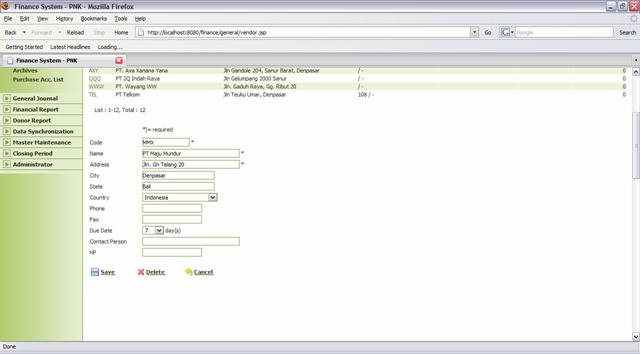 Finance System - PNK - Mozilla Firefox
File Edit View History Bookmarks Tools Help
Back Forward Reload Stop Home http://localhost:8080/finance/general/vendor.jsp Go Google Search
Getting Started Latest Headlines Loading...
Finance System - PNK
Archives
Purchase Acc. List
General Journal
Financial Report
Donor Report
Data Synchronization
Master Maintenance
Closing Period
Administrator
AXY PT. Axa Xanana Yana Jln Gandole 204, Sanur Barat, Denpasar / - 0
QQQ PT 2Q Indah Raya Jln Gelumpang 2000 Sanur / - 0
WWW PT. Wayang WW Jln. Gaduh Raya, Gg. Ribut 20 / - 0
TEL PT Telkom Jln Teuku Umar, Denpasar 108 / - 0
List : 1-12, Total : 12
*)= required
Code MMX *
Name PT Maju Mundur *
Address Jln. Gn Talang 20 *
City Denpasar
State Bali
Country Indonesia
Phone
Fax
Due Date 7 day(s)
Contact Person
HP
Save Delete Cancel
Done